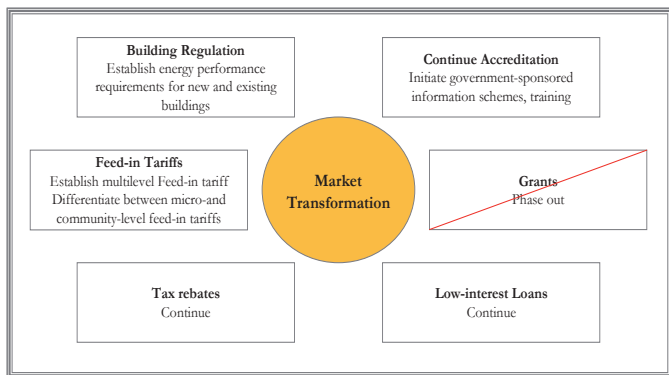 Building Regulation
Establish energy performance
requirements for new and existing
buildings
Continue Accreditation
Initiate government-sponsored
information schemes, training
Feed-in Tariffs
Establish multilevel Feed-in tariff
Differentiate between micro-and
community-level feed-in tariffs
Market
Transformation
Grants
Phase out
Tax rebates
Continue
Low-interest Loans
Continue